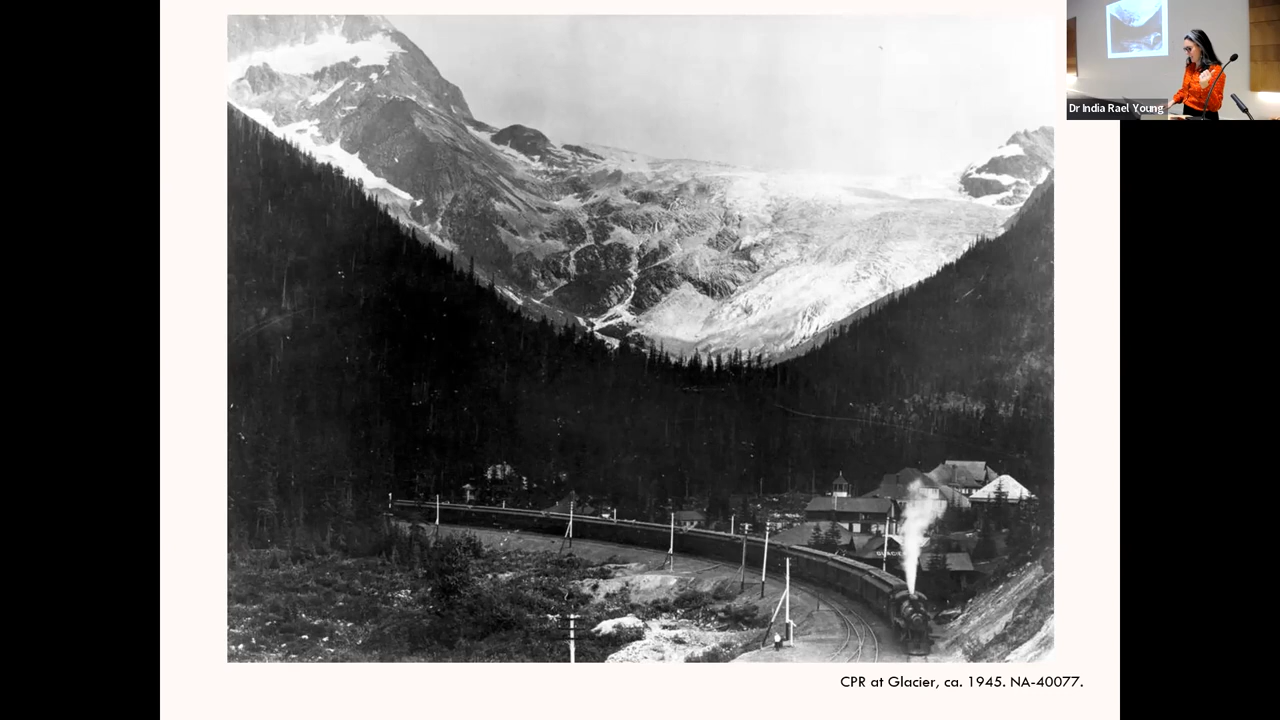 Dr India Rael Young
CPR at Glacier, ca. 1945. NA-40077.